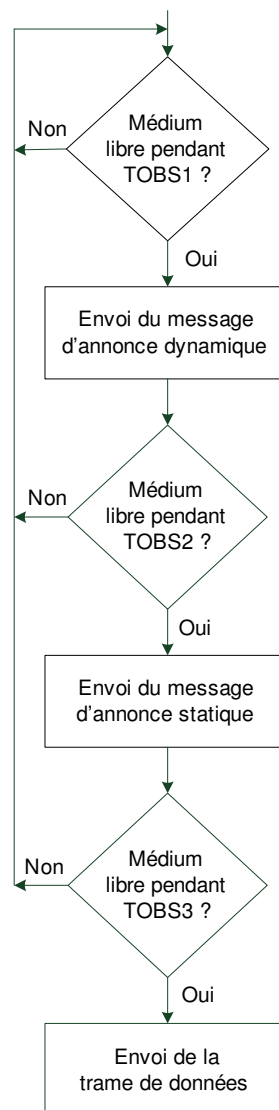 Médium
libre pendant
TOBS1 ?
Non
Oui
Envoi du message
d'annonce dynamique
Médium
libre pendant
TOBS2 ?
Non
Oui
Envoi du message
d'annonce statique
Médium
libre pendant
TOBS3 ?
Non
Oui
Envoi de la
trame de données